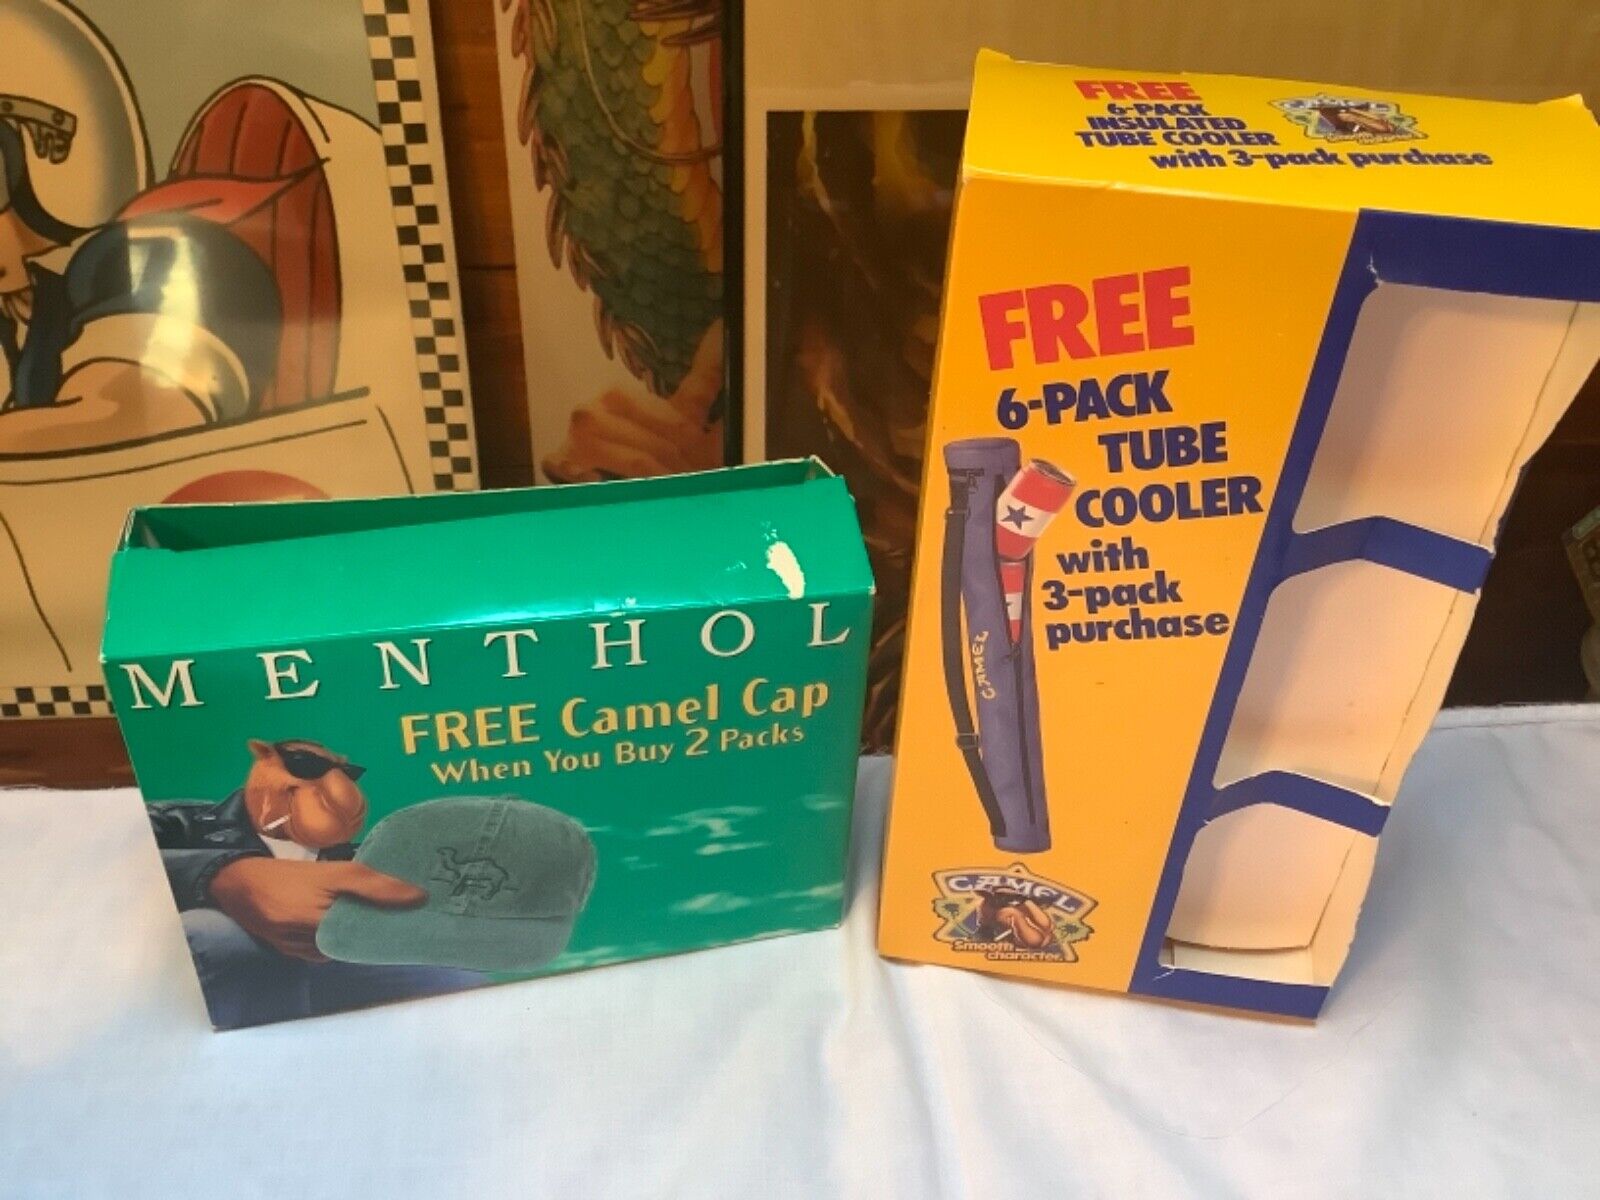 MENTHOL
FREE Camel Cap
When You Buy 2 Packs
FREE
6-PACK
INSULATED
TUBE COOLER
with 3-pack purchase
CAMEL
FREE
6-PACK
TUBE
COOLER
with
3-pack
purchase
CAMEL
CAMEL
Smooth
character.